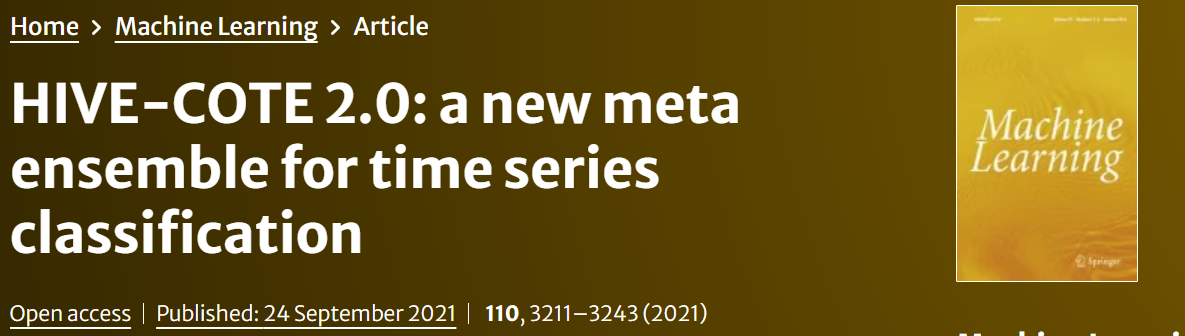 Home > Machine Learning > Article
HIVE-COTE 2.0: a new meta
ensemble for time series
classification
Open access | Published: 24 September 2021 | 110, 3211–3243 (2021)
Machine
Learning
Springer